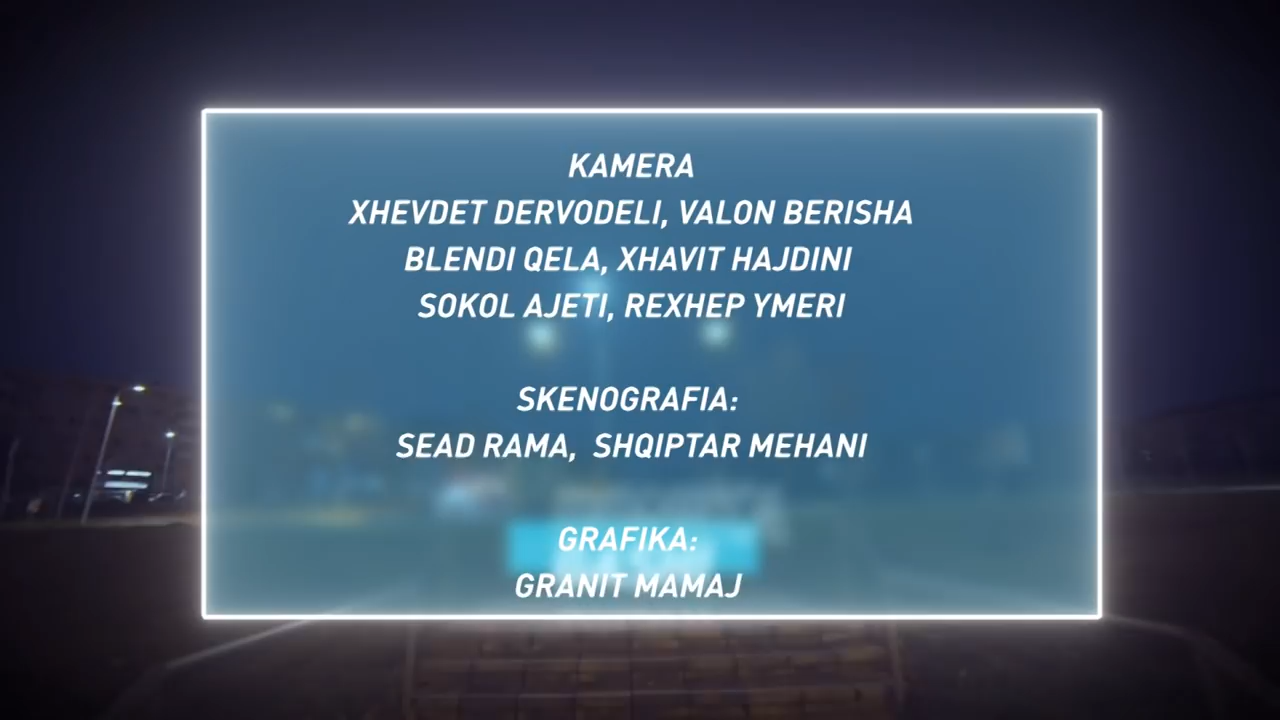 KAMERA
XHEVDET DERVODELI, VALON BERISHA
BLENDI QELA, XHAVIT HAJDINI
SOKOL AJETI, REXHEP YMERI
SKENOGRAFIA:
SEAD RAMA, SHQIPTAR MEHANI
GRAFIKA:
GRANIT MAMAJ